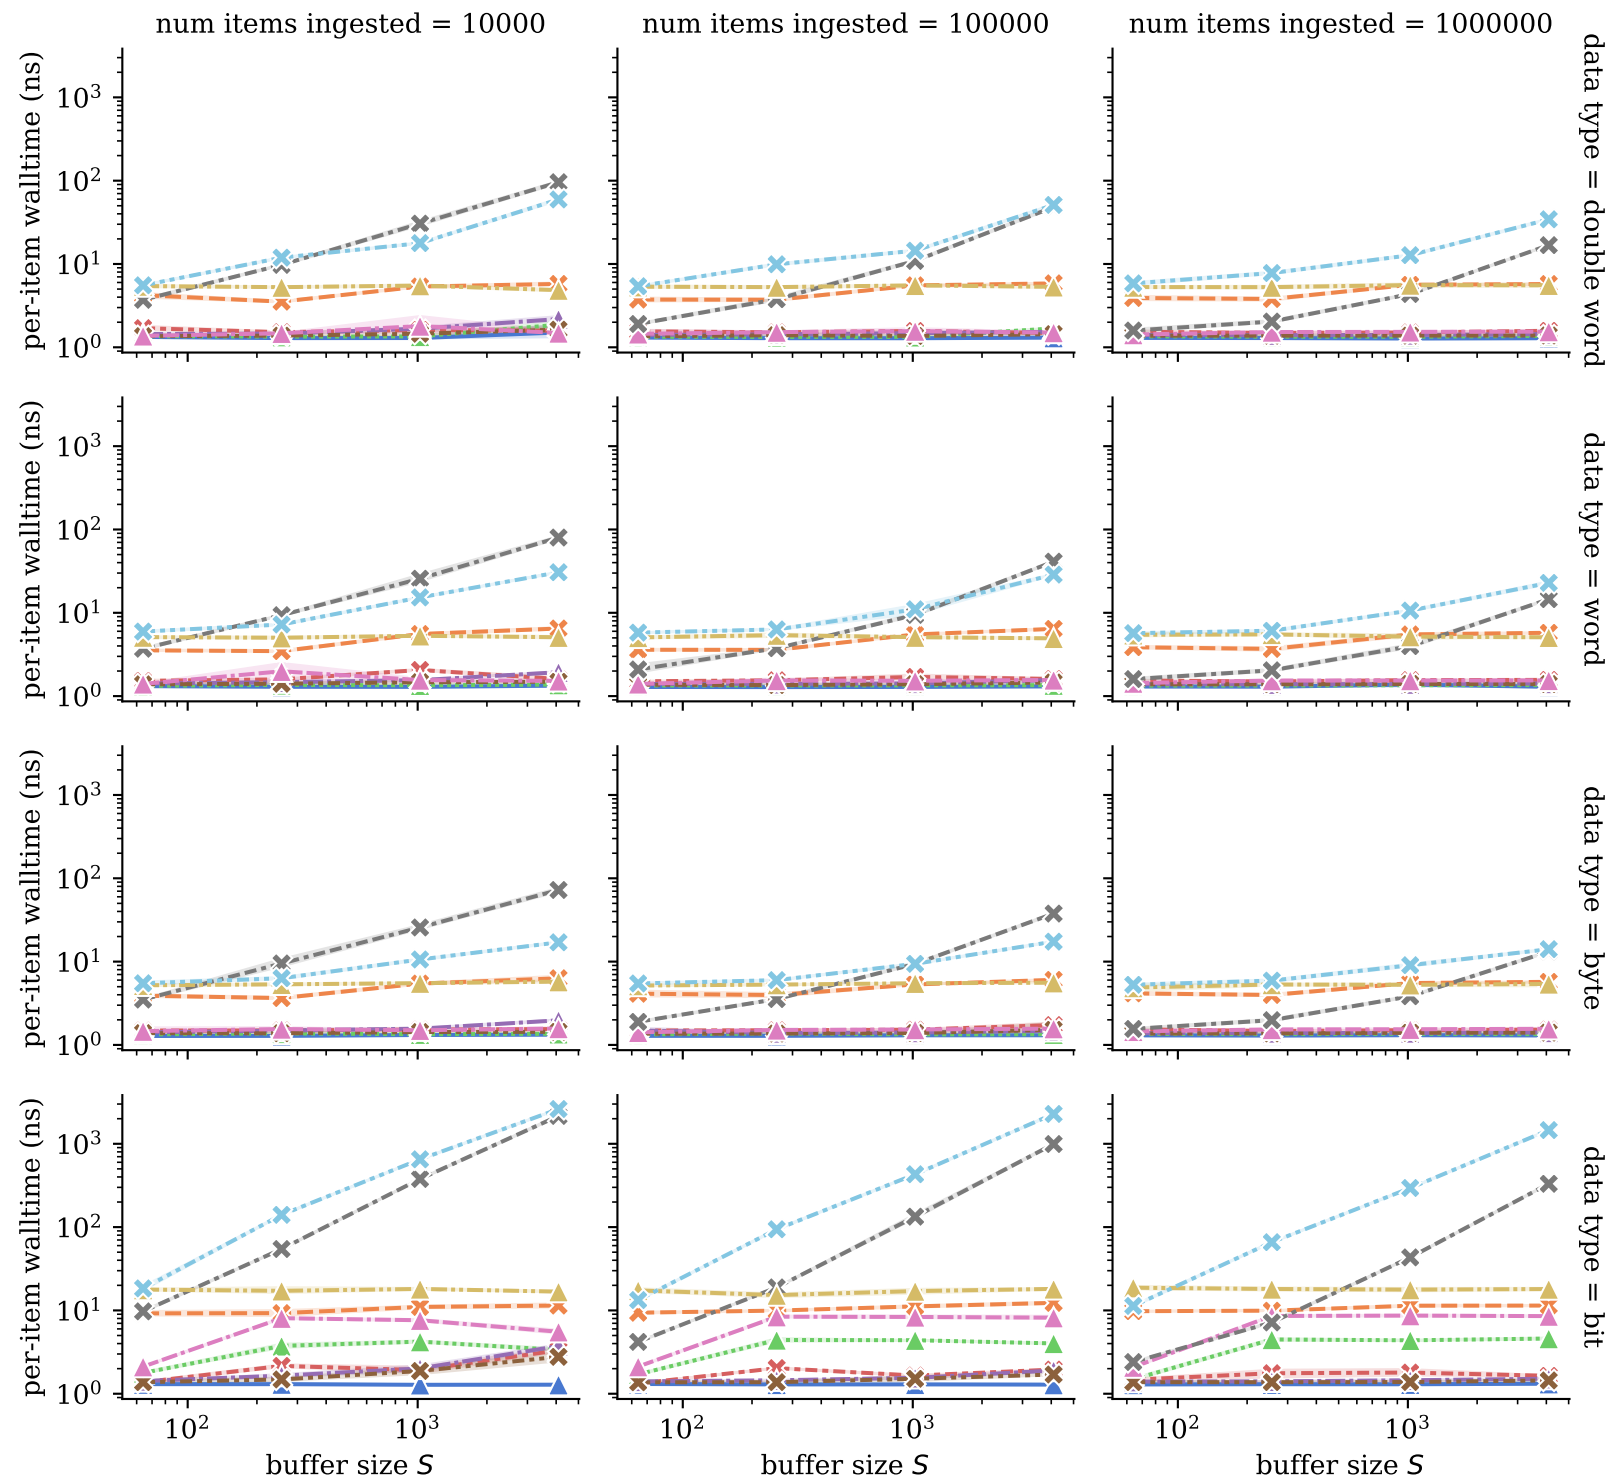 num items ingested = 10000
num items ingested = 100000
num items ingested = 1000000
per-item walltime (ns)
10³
10²
10¹
10⁰
data type = double word
per-item walltime (ns)
10³
10²
10¹
10⁰
data type = word
per-item walltime (ns)
10³
10²
10¹
10⁰
data type = byte
per-item walltime (ns)
10³
10²
10¹
10⁰
data type = bit
10² 10³
10² 10³
10² 10³
buffer size S
buffer size S
buffer size S